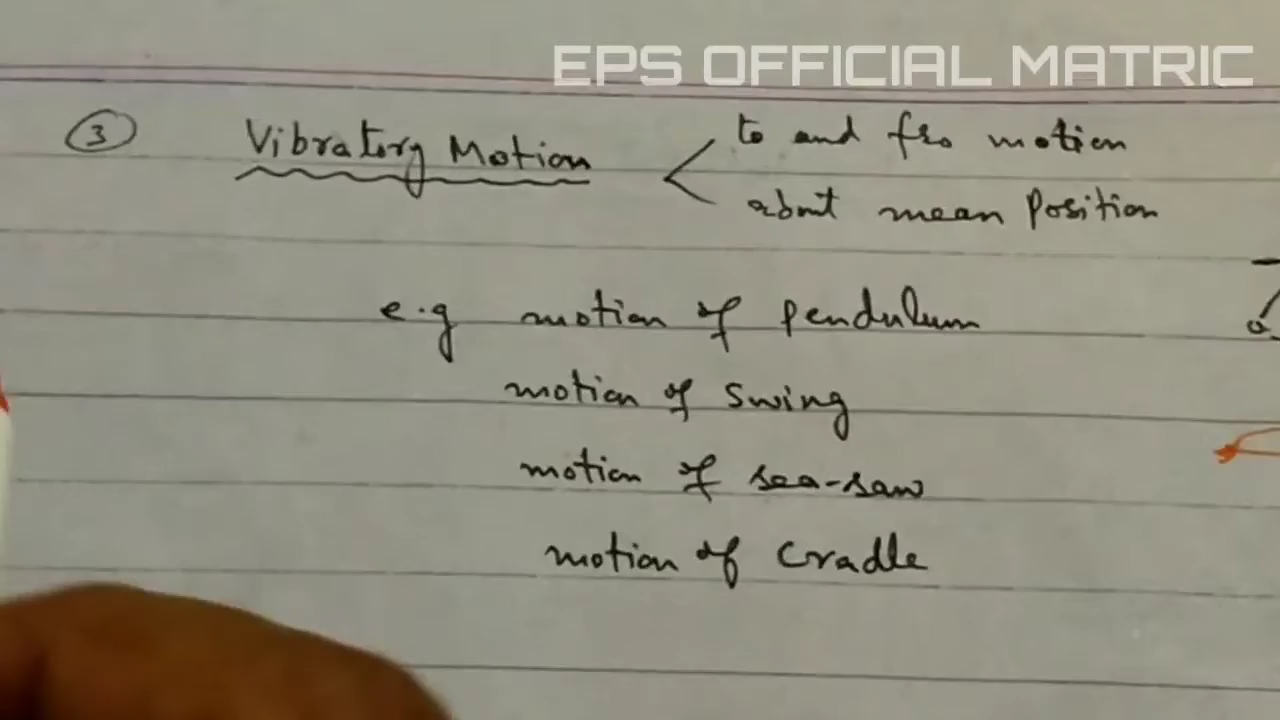 EPS OFFICIAL MATRIC
3 Vibratory Motion < to and fro motion
about mean Position
e.g motion of pendulum
motion of swing
motion of sea-saw
motion of Cradle